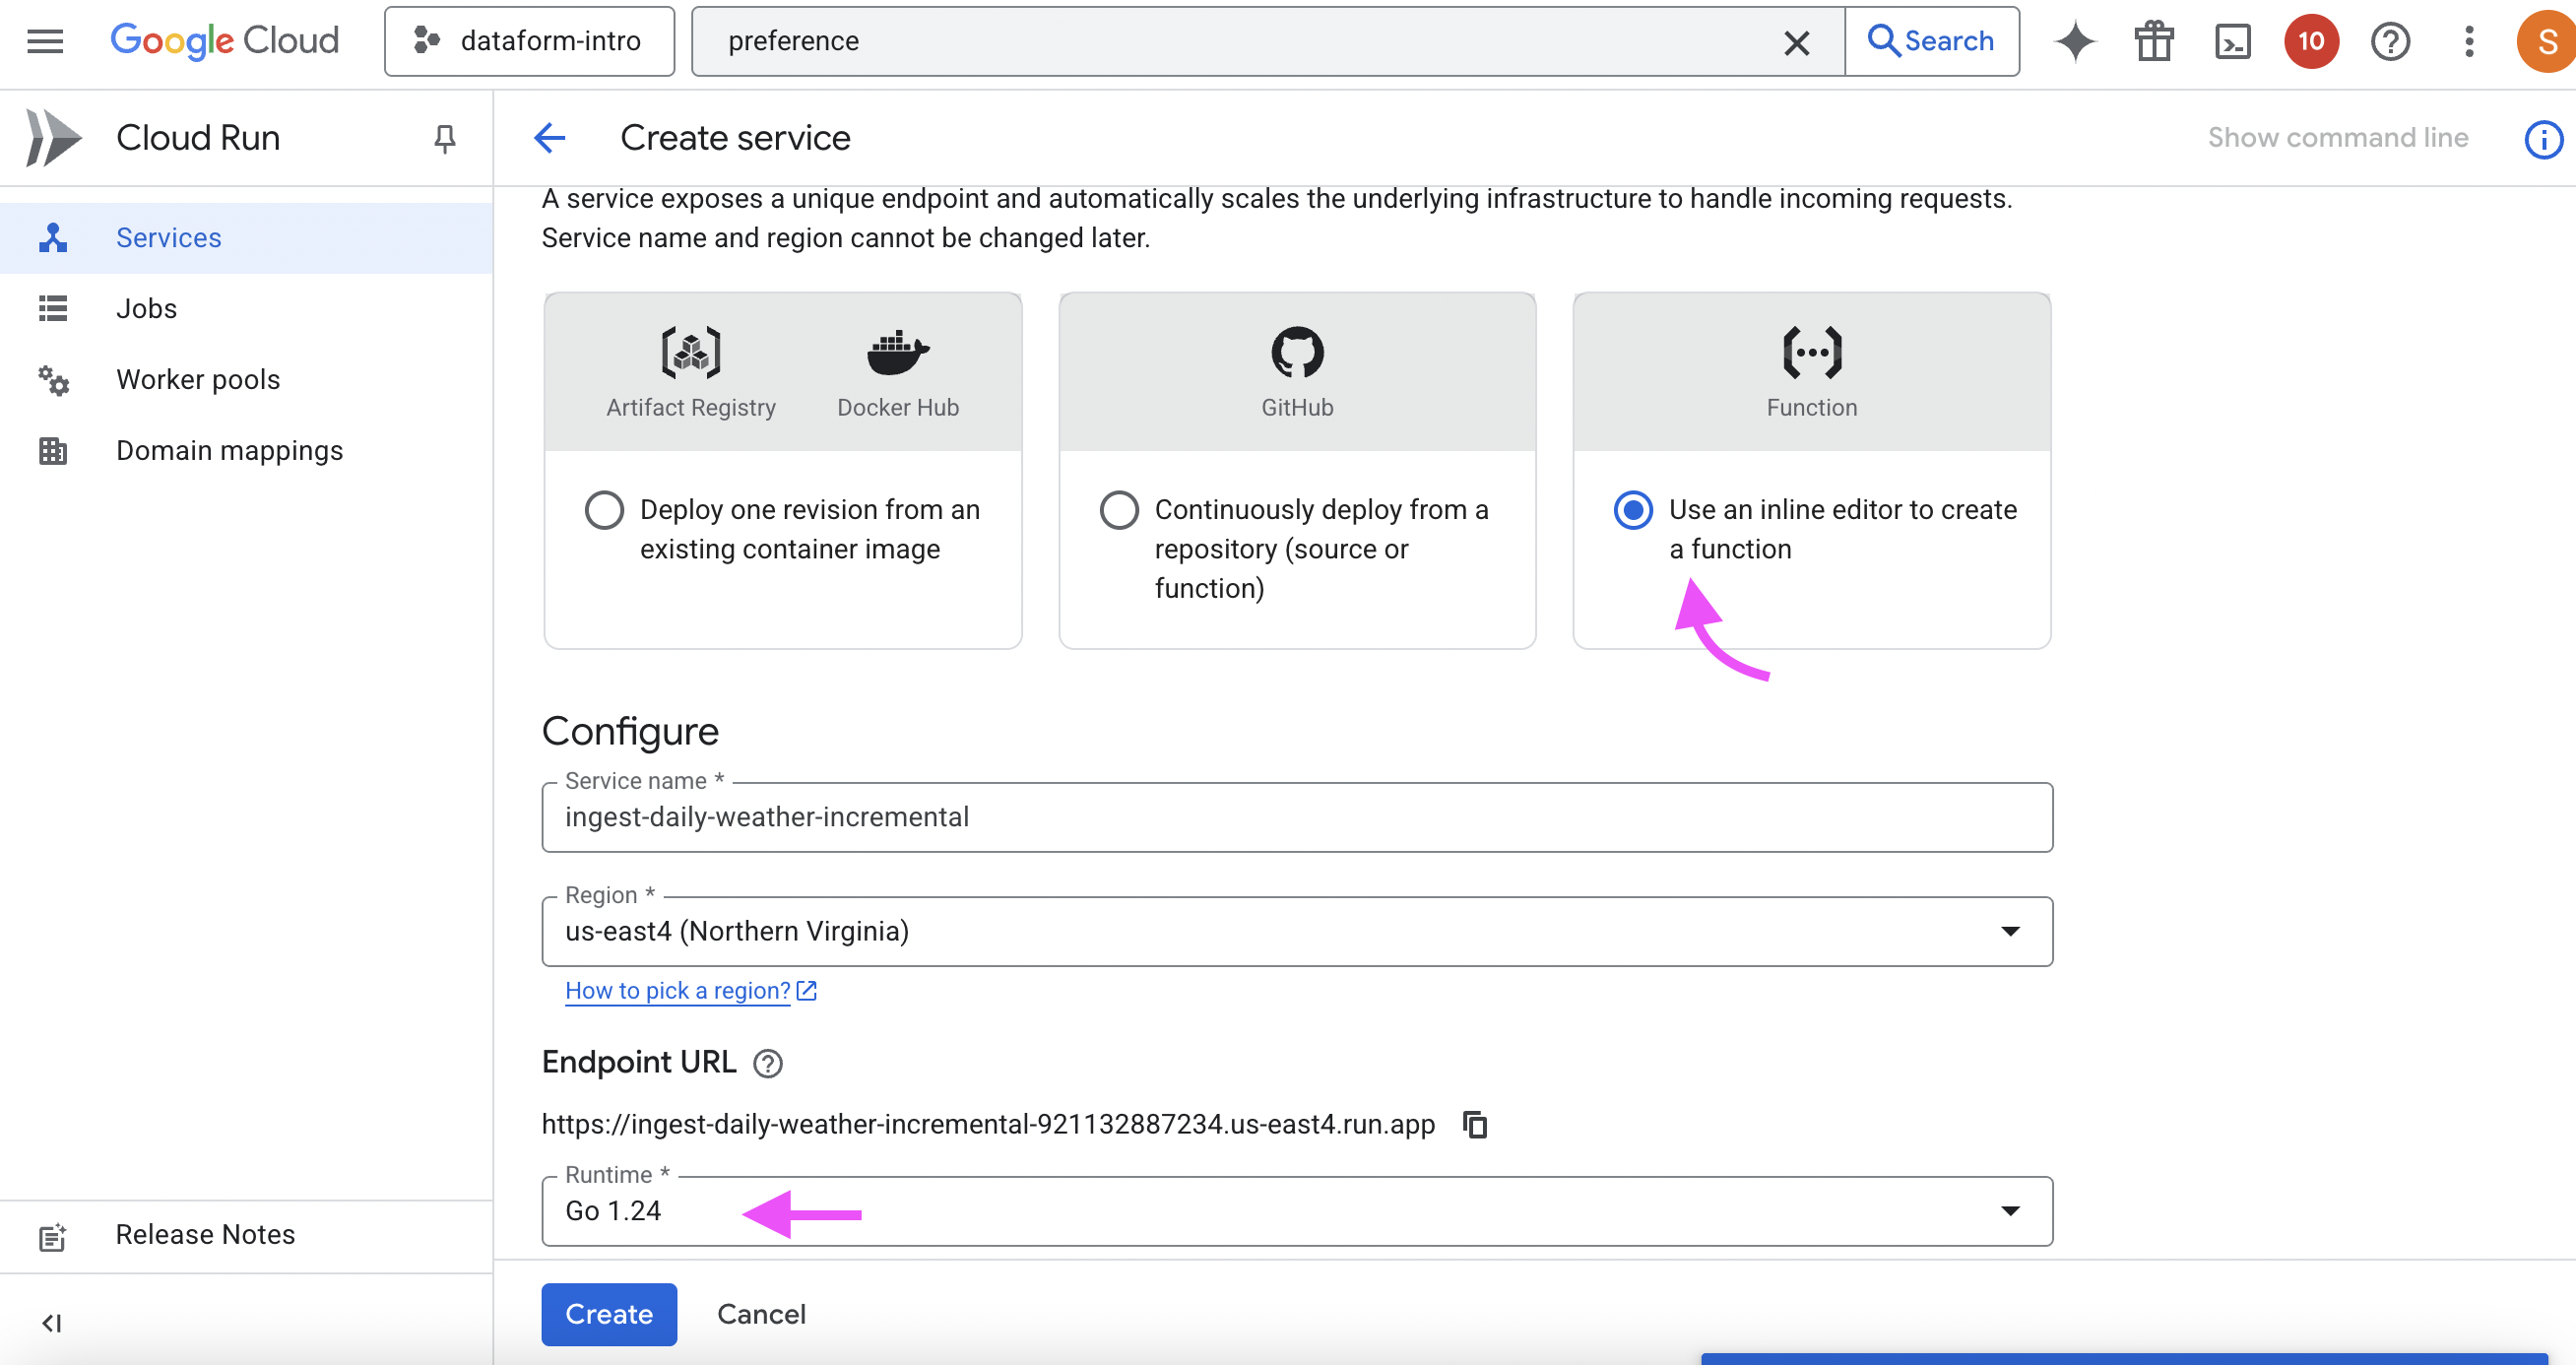 Google Cloud
dataform-intro
preference
Search
10
S
Cloud Run
Create service
Show command line
Services
Jobs
Worker pools
Domain mappings
Release Notes
A service exposes a unique endpoint and automatically scales the underlying infrastructure to handle incoming requests.
Service name and region cannot be changed later.
Artifact Registry
Docker Hub
Deploy one revision from an
existing container image
GitHub
Continuously deploy from a
repository (source or
function)
Function
Use an inline editor to create
a function
Configure
Service name *
ingest-daily-weather-incremental
Region *
us-east4 (Northern Virginia)
How to pick a region?
Endpoint URL
https://ingest-daily-weather-incremental-921132887234.us-east4.run.app
Runtime *
Go 1.24
Create
Cancel